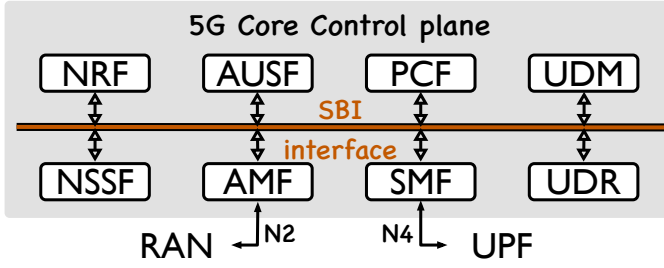 5G Core Control plane
NRF AUSF PCF UDM
SBI
interface
NSSF AMF SMF UDR
RAN N2 N4 UPF